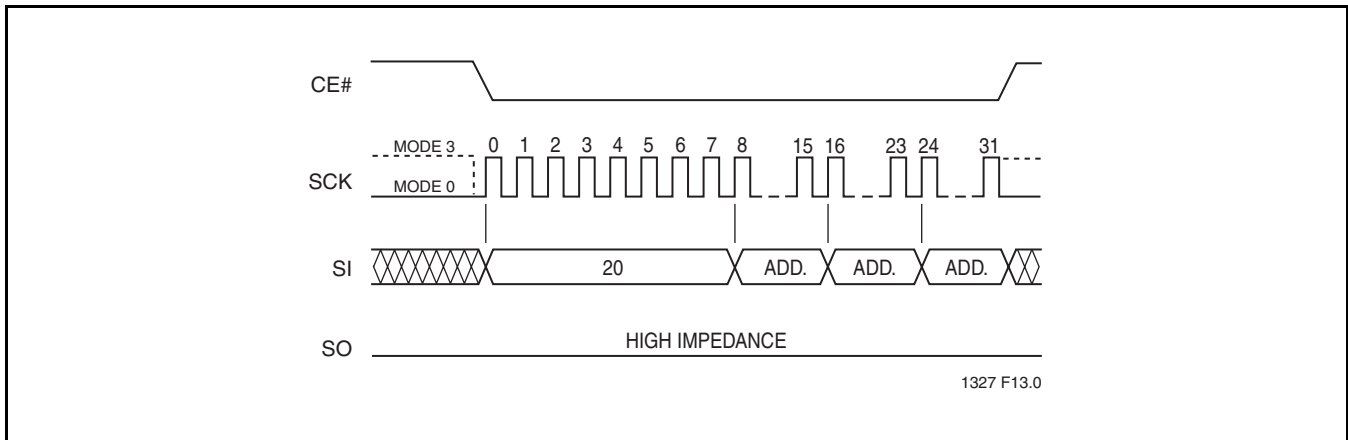 CE#
MODE 3
0 1 2 3 4 5 6 7 8 15 16 23 24 31
SCK
MODE 0
SI 20 ADD. ADD. ADD.
SO HIGH IMPEDANCE
1327 F13.0